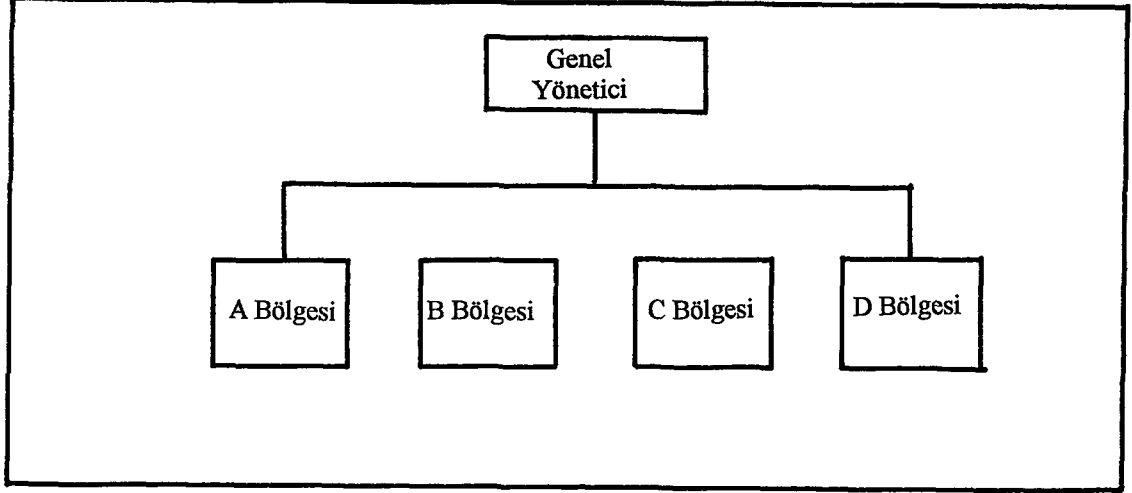 Genel
Yönetici
A Bölgesi
B Bölgesi
C Bölgesi
D Bölgesi